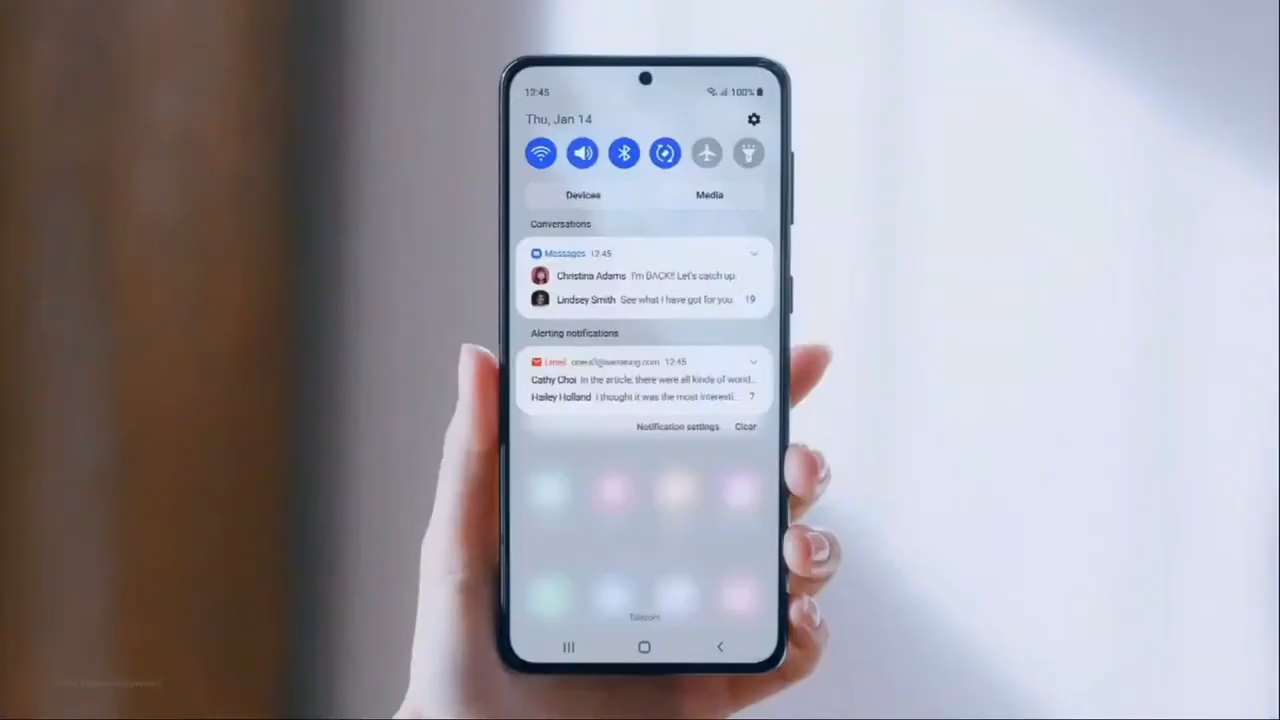 12:45 100%
Thu, Jan 14
Devices Media
Conversations
Messages 12:45
Christina Adams I'm BACK!! Let's catch up.
Lindsey Smith See what I have got for you. 19
Alerting notifications
12:45
Cathy Choi In the article, there were all kinds of world...
Hailey Holland I thought it was the most interesti... 7
Notification settings Clear